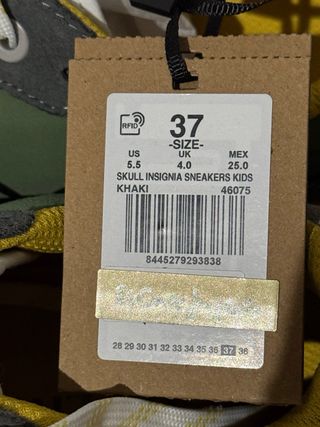 RFID
37
-SIZE-
US UK MEX
5.5 4.0 25.0
SKULL INSIGNIA SNEAKERS KIDS
KHAKI 46075
8445279293838
28 29 30 31 32 33 34 35 36 37 38